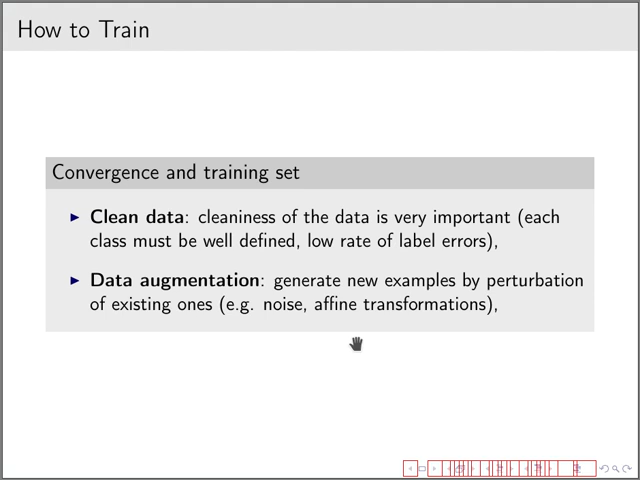 How to Train
Convergence and training set
Clean data: cleaniness of the data is very important (each
class must be well defined, low rate of label errors),
Data augmentation: generate new examples by perturbation
of existing ones (e.g. noise, affine transformations),